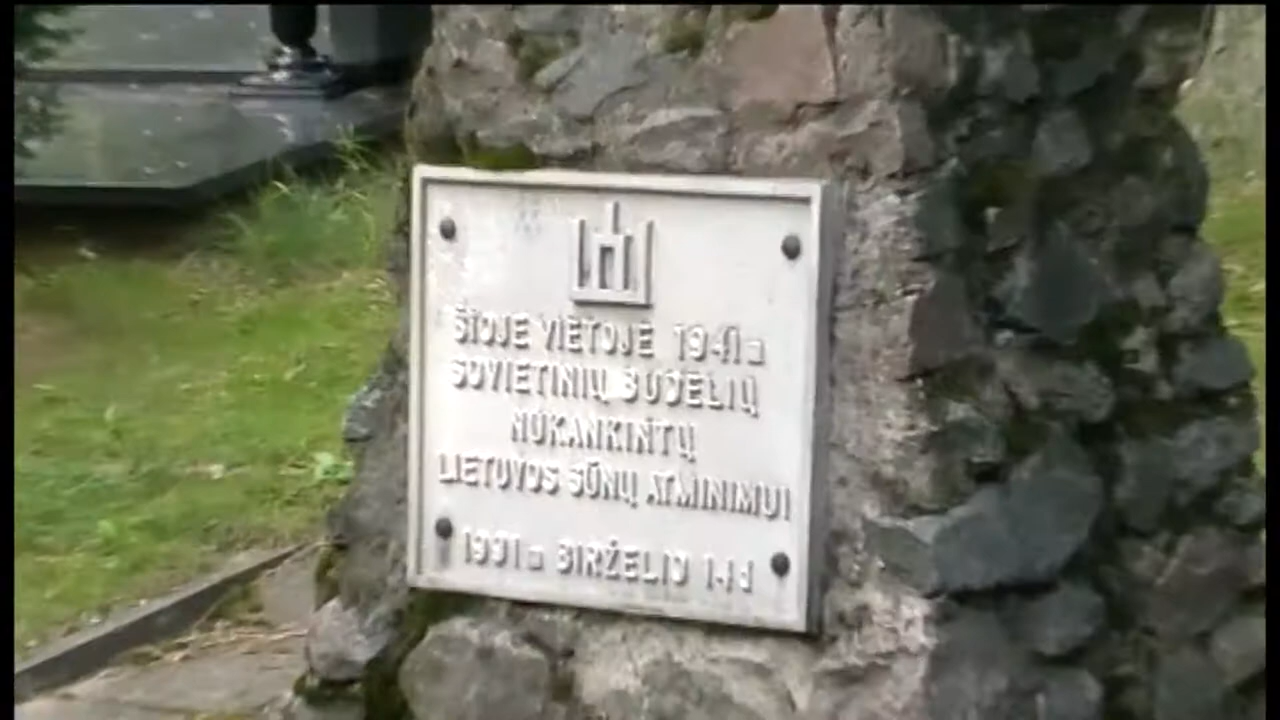 ŠIOJE VIETOJE 1941 m
SOVIETINIŲ BUDELIŲ
NUKANKINTŲ
LIETUVOS SŪNŲ ATMINIMUI
1991 m BIRŽELIO 14 d